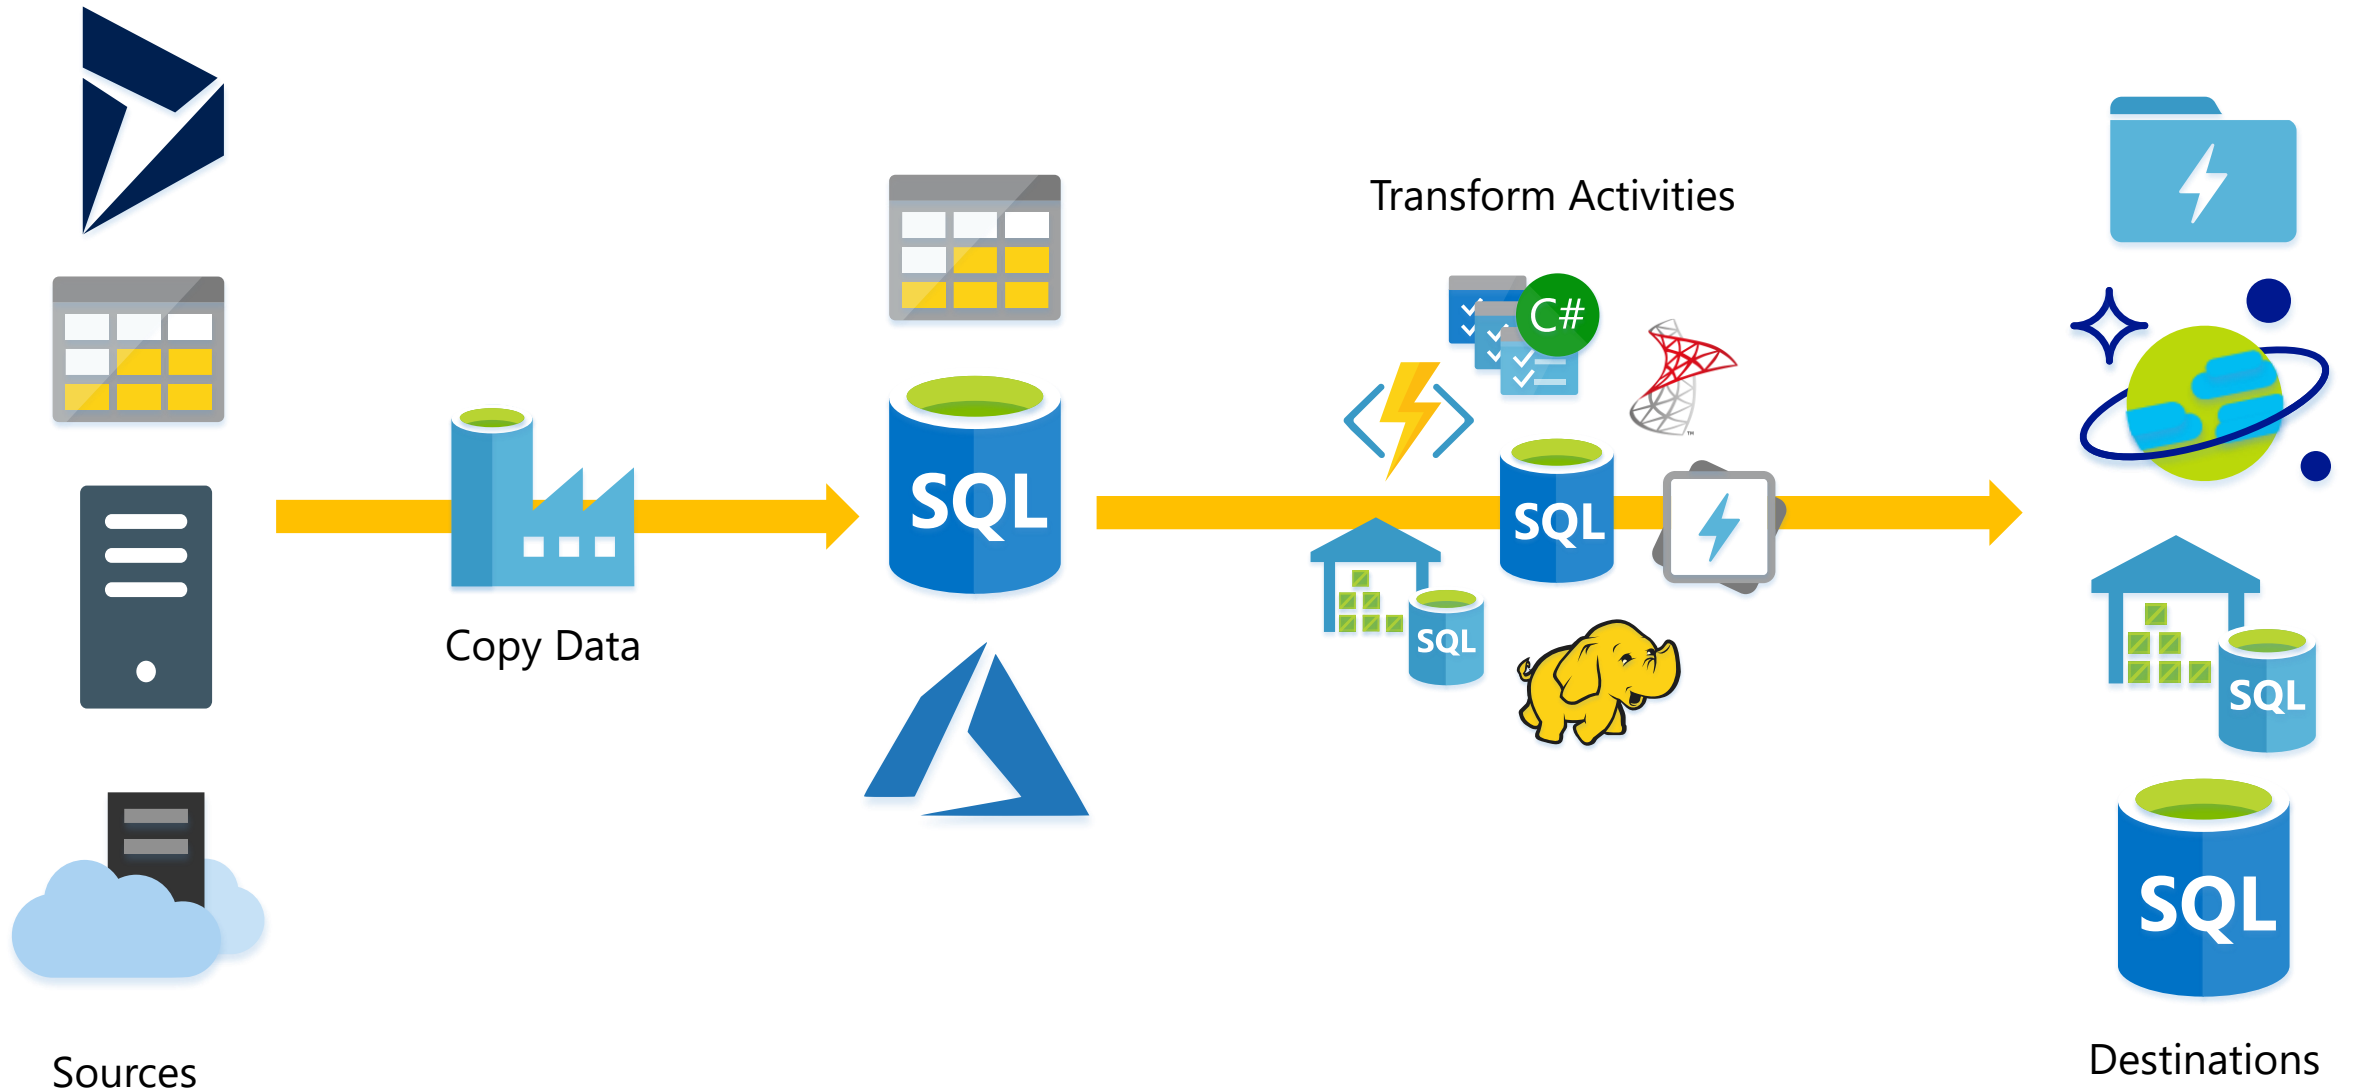 Sources
Copy Data
SQL
Transform Activities
C#
SQL
SQL
SQL
SQL
Destinations